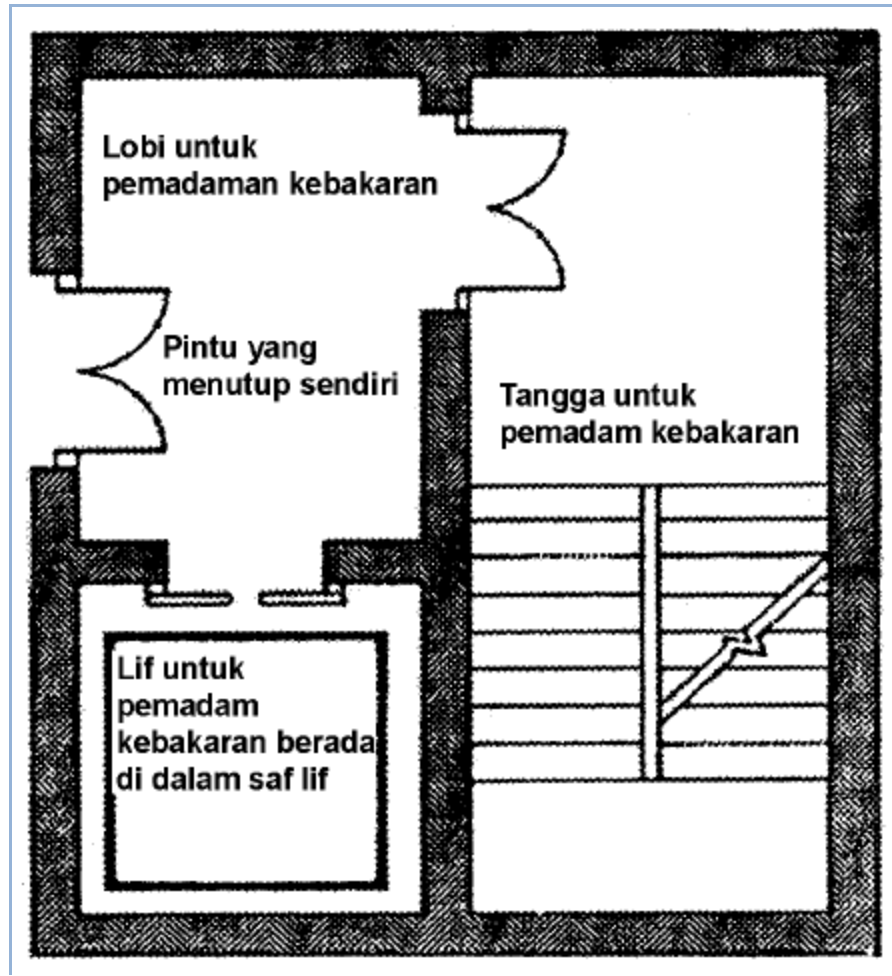 Lobi untuk
pemadaman kebakaran
Pintu yang
menutup sendiri
Tangga untuk
pemadam kebakaran
Lif untuk
pemadam
kebakaran berada
di dalam saf lif